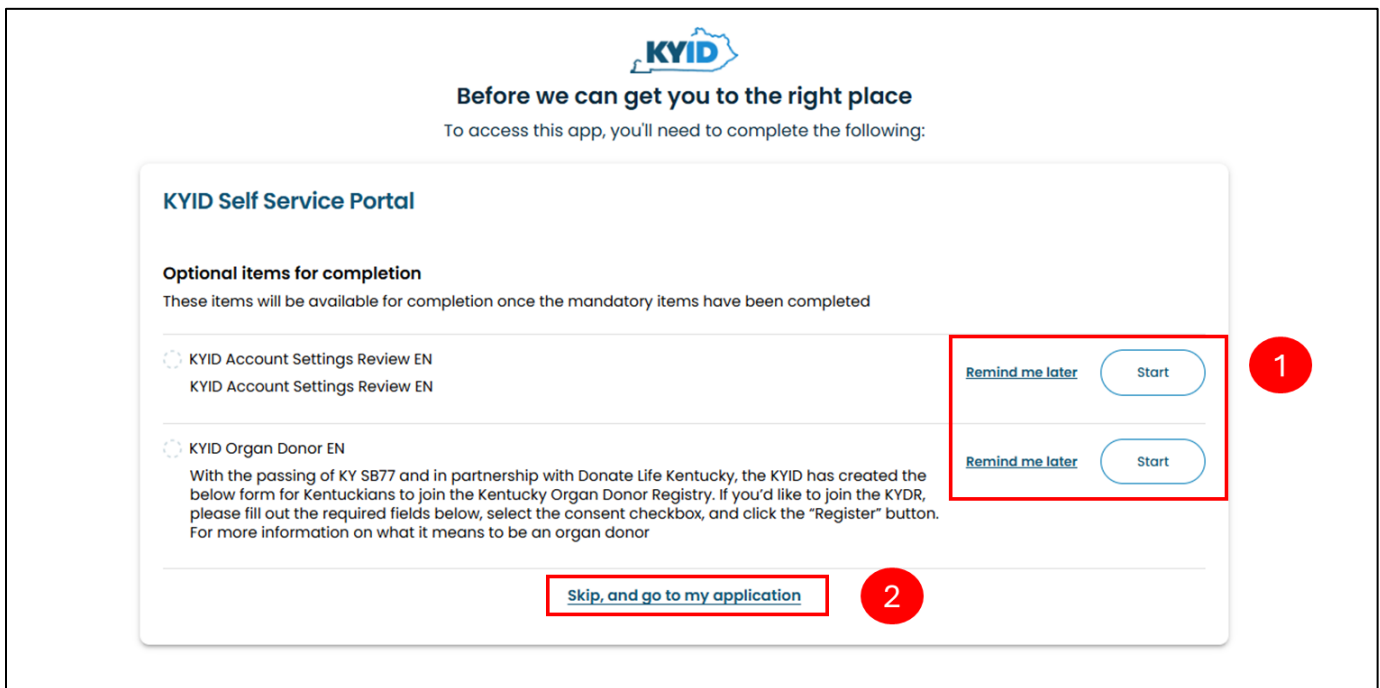 KYID
Before we can get you to the right place
To access this app, you'll need to complete the following:
KYID Self Service Portal
Optional items for completion
These items will be available for completion once the mandatory items have been completed
KYID Account Settings Review EN
KYID Account Settings Review EN
Remind me later
Start
1
KYID Organ Donor EN
With the passing of KY SB77 and in partnership with Donate Life Kentucky, the KYID has created the
below form for Kentuckians to join the Kentucky Organ Donor Registry. If you’d like to join the KYDR,
please fill out the required fields below, select the consent checkbox, and click the “Register” button.
For more information on what it means to be an organ donor
Remind me later
Start
Skip, and go to my application
2